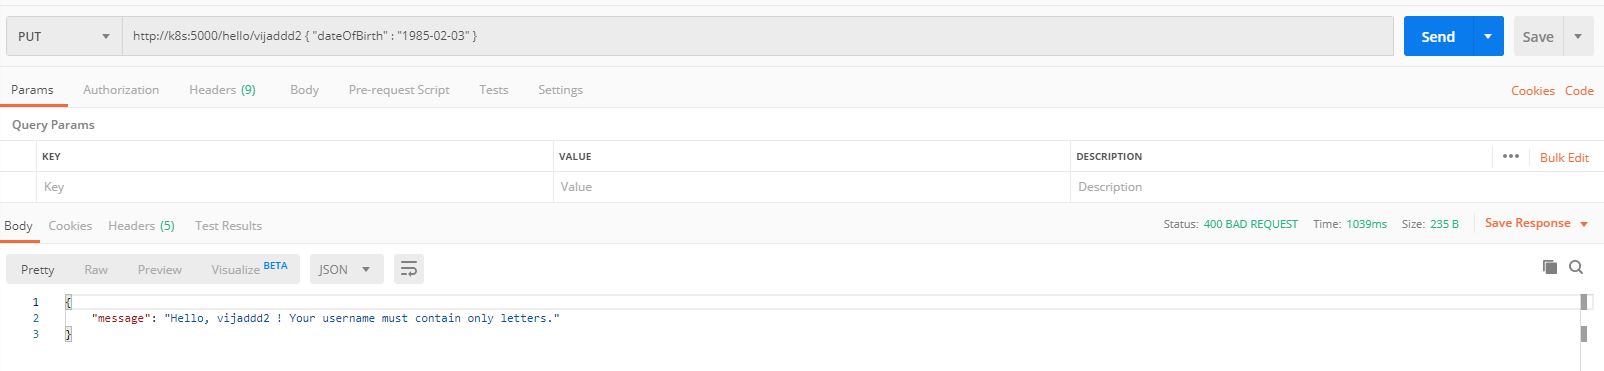 PUT http://k8s:5000/hello/vijaddd2 { "dateOfBirth" : "1985-02-03" } Send Save
Params Authorization Headers (9) Body Pre-request Script Tests Settings Cookies Code
Query Params
KEY VALUE DESCRIPTION ••• Bulk Edit
Key Value Description
Body Cookies Headers (5) Test Results Status: 400 BAD REQUEST Time: 1039ms Size: 235 B Save Response
Pretty Raw Preview Visualize BETA JSON
1 {
2 "message": "Hello, vijaddd2 ! Your username must contain only letters."
3 }